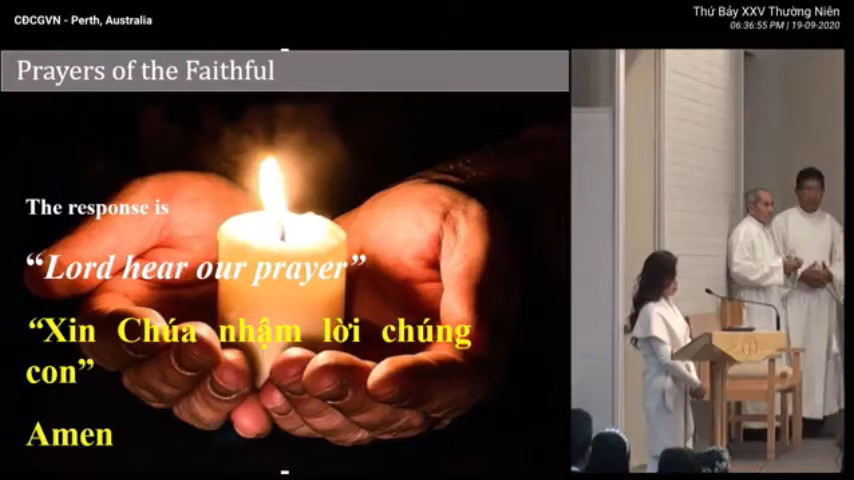 CĐCGVN - Perth, Australia
Thứ Bảy XXV Thường Niên
06:36:55 PM | 19-09-2020
Prayers of the Faithful
The response is
“Lord hear our prayer”
“Xin Chúa nhậm lời chúng
con”
Amen